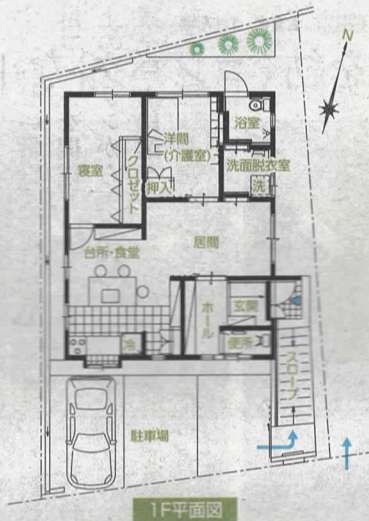 N
浴室
洋間
(介護室)
寝室
クロゼット
洗面脱衣室
押入
洗
居間
台所・食堂
ホール
玄関
便所
冷
スロープ
駐車場
1F平面図